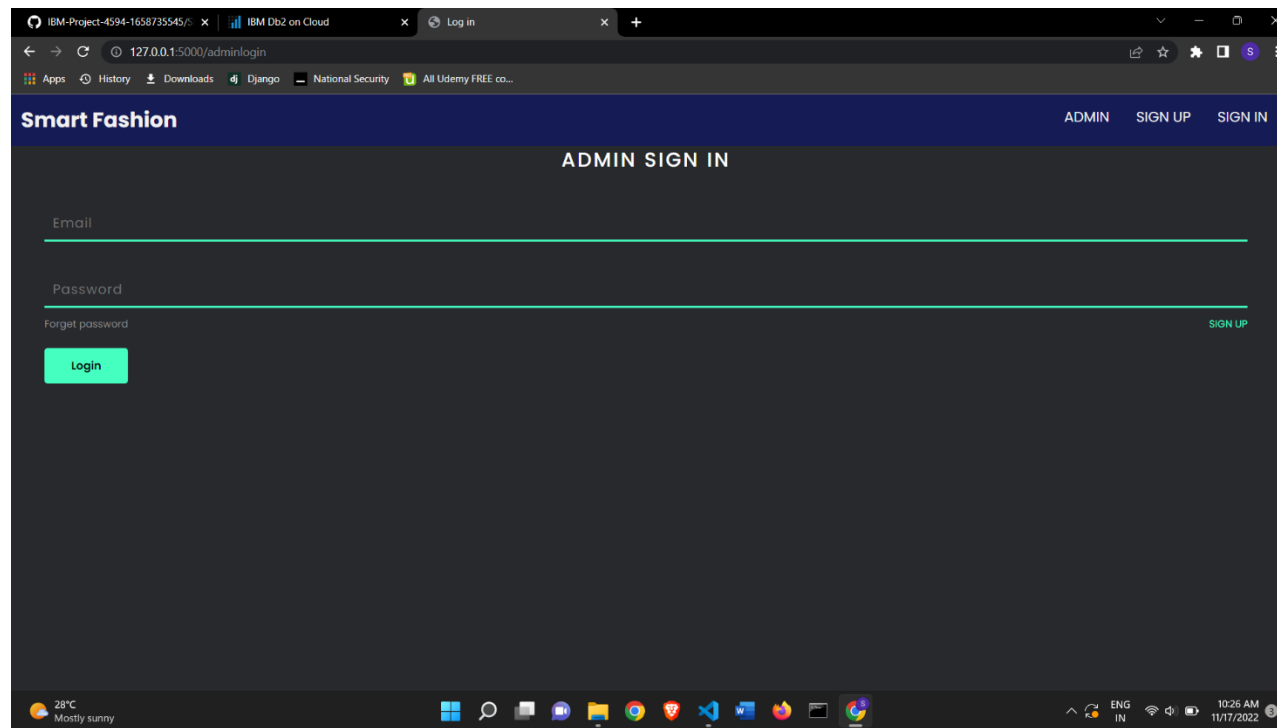 IBM-Project-4594-1658735545/S
IBM Db2 on Cloud
Log in
127.0.0.1:5000/adminlogin
S
Apps History Downloads dj Django National Security All Udemy FREE co...
Smart Fashion
ADMIN SIGN UP SIGN IN
ADMIN SIGN IN
Email
Password
Forget password
SIGN UP
Login
28°C
Mostly sunny
ENG
IN
10:26 AM
11/17/2022
3